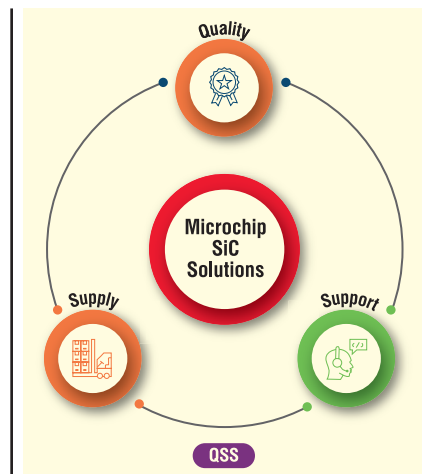 Quality
Microchip
SiC
Solutions
Supply
Support
</>
QSS